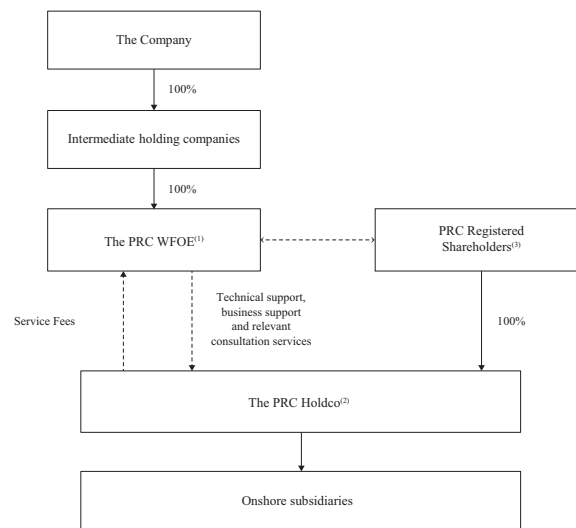 The Company
100%
Intermediate holding companies
100%
The PRC WFOE(1)
PRC Registered
Shareholders(3)
Service Fees
Technical support,
business support
and relevant
consultation services
100%
The PRC Holdco(2)
Onshore subsidiaries